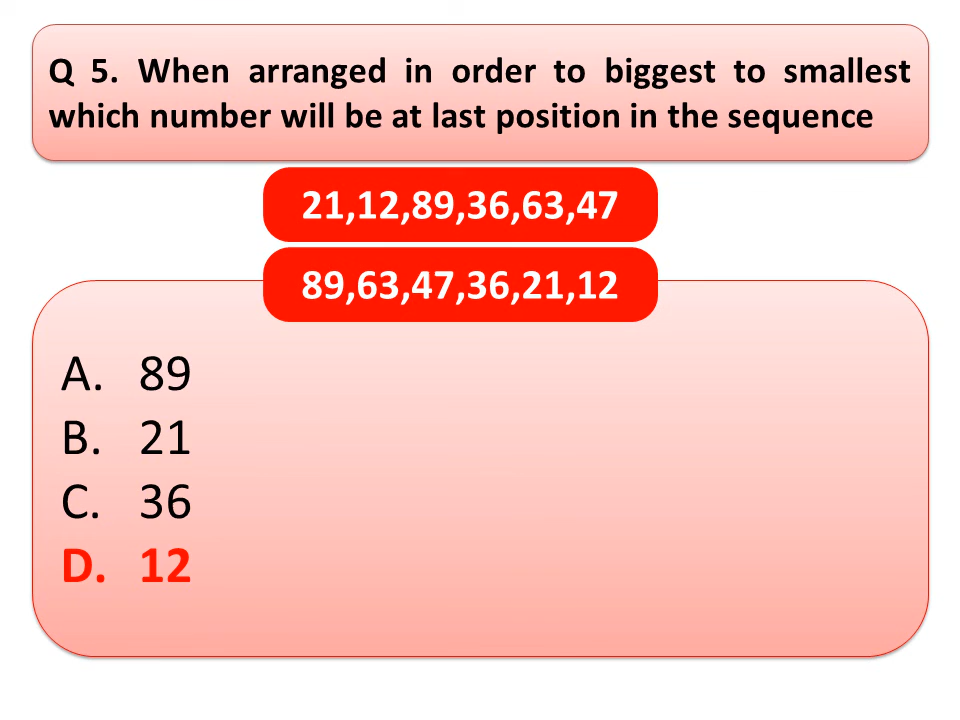 Q 5. When arranged in order to biggest to smallest
which number will be at last position in the sequence
21,12,89,36,63,47
89,63,47,36,21,12
A. 89
B. 21
C. 36
D. 12